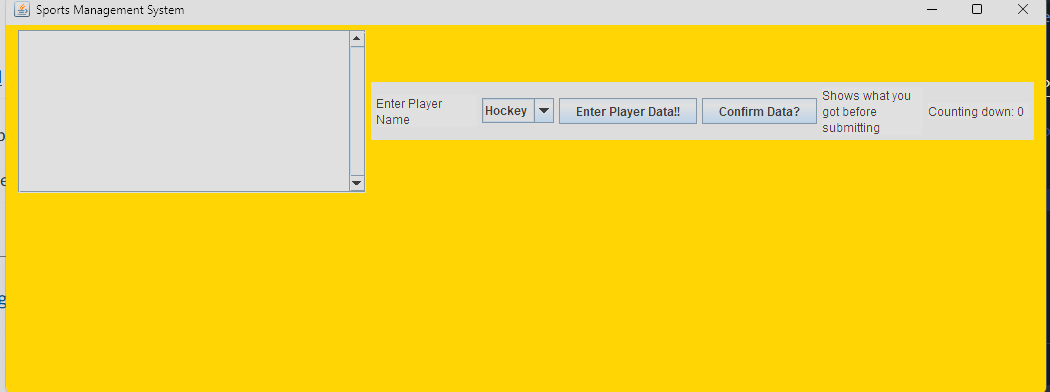 Sports Management System
Enter Player
Name
Hockey
Enter Player Data!!
Confirm Data?
Shows what you
got before
submitting
Counting down: 0